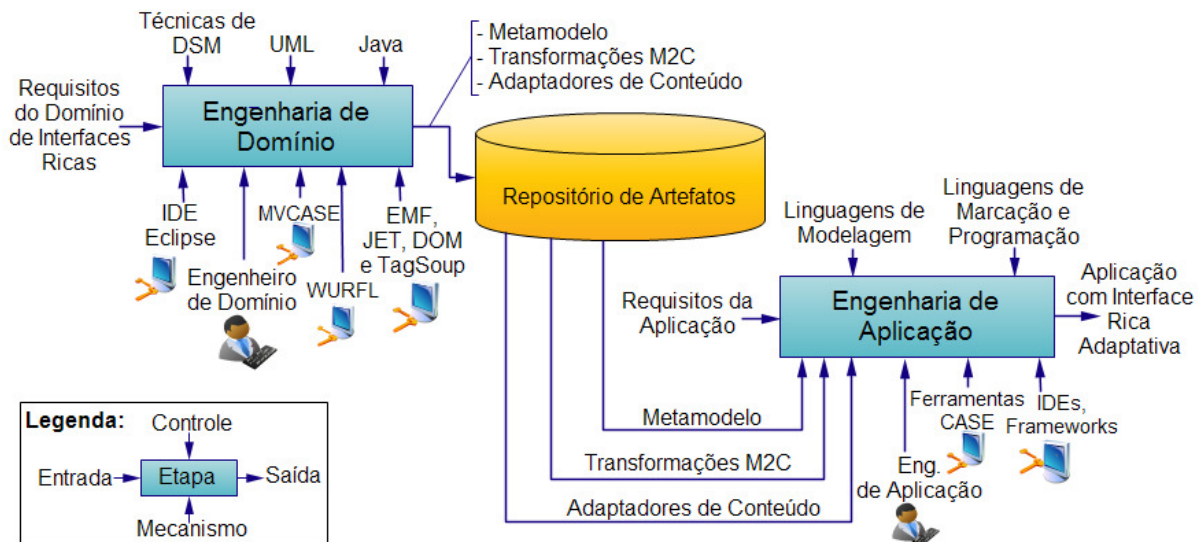 Técnicas de
DSM
UML
Java
- Metamodelo
- Transformações M2C
- Adaptadores de Conteúdo
Requisitos
do Domínio
de Interfaces
Ricas
Engenharia de
Domínio
IDE
Eclipse
Engenheiro
de Domínio
MVCASE
WURFL
EMF,
JET, DOM
e TagSoup
Repositório de Artefatos
Linguagens de
Modelagem
Linguagens de
Marcação e
Programação
Requisitos da
Aplicação
Engenharia de
Aplicação
Aplicação
com Interface
Rica
Adaptativa
Metamodelo
Transformações M2C
Adaptadores de Conteúdo
Eng.
de Aplicação
Ferramentas
CASE
IDEs,
Frameworks
Legenda:
Controle
Entrada
Etapa
Saída
Mecanismo